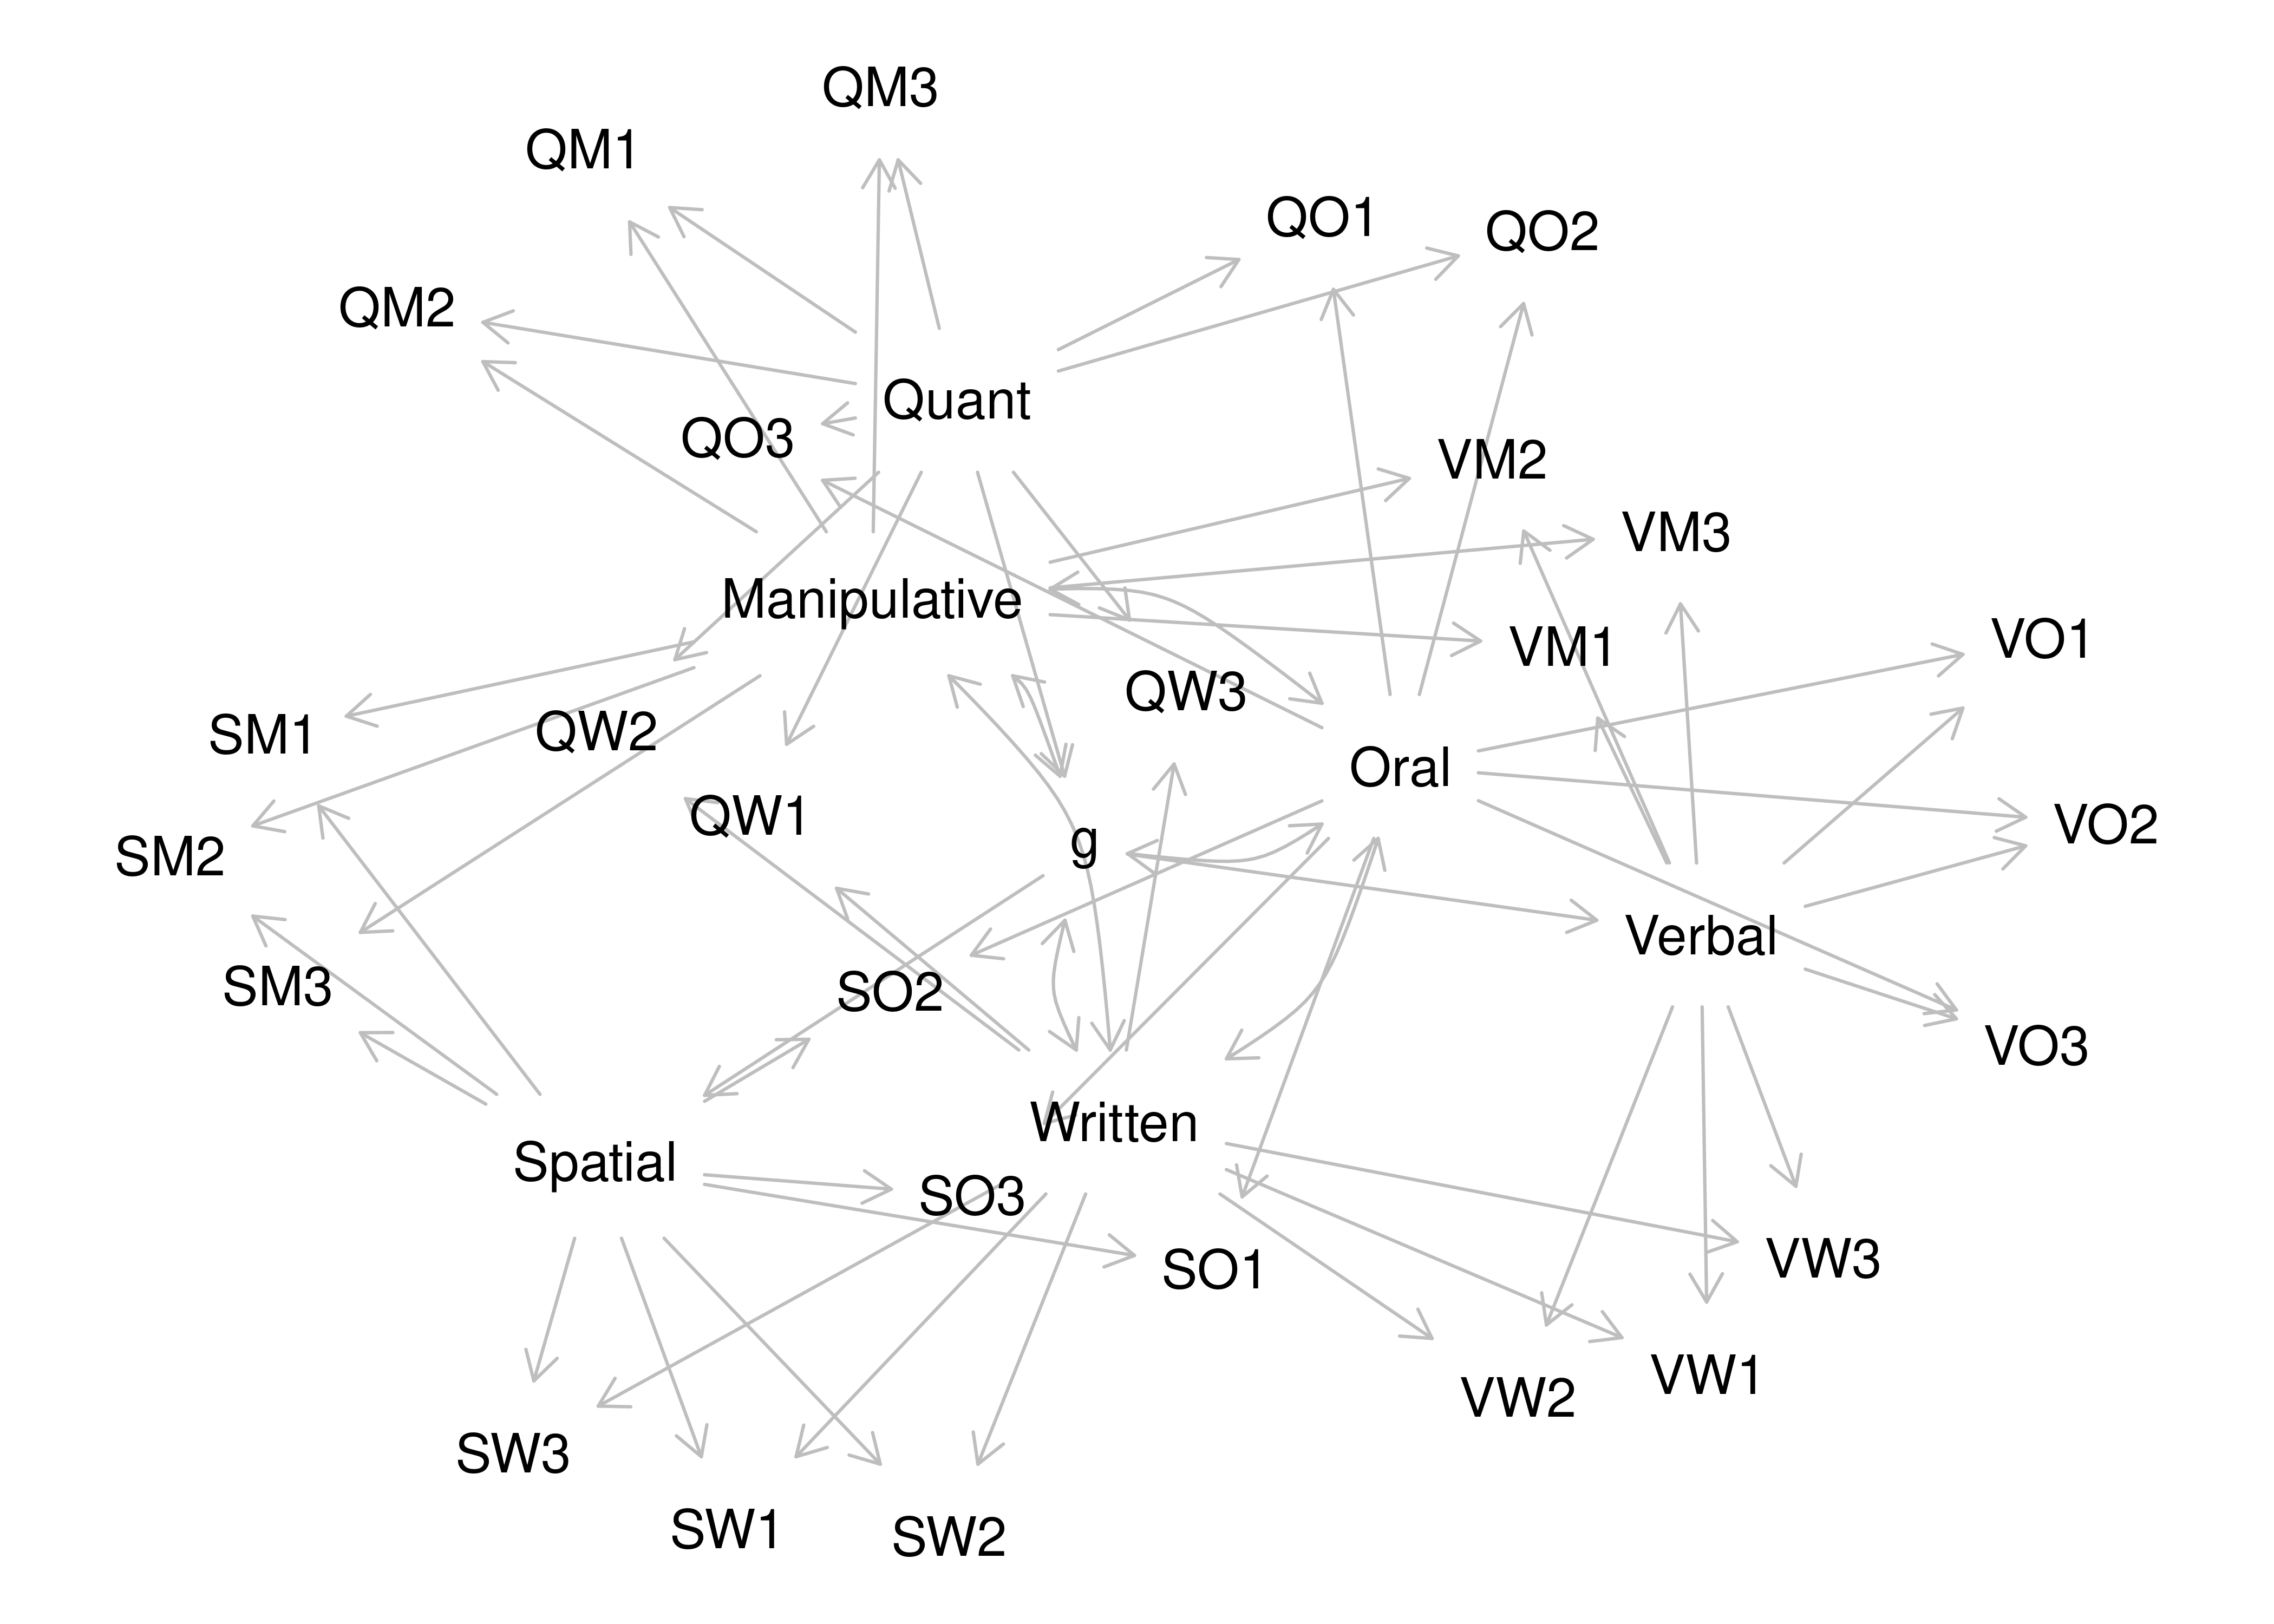 QM3
QM1
QO1
QO2
QM2
Quant
QO3
VM2
VM3
Manipulative
VM1
VO1
QW3
SM1
QW2
Oral
QW1
VO2
g
SM2
Verbal
SM3
SO2
VO3
Written
Spatial
SO3
VW3
SO1
VW1
VW2
SW3
SW1
SW2